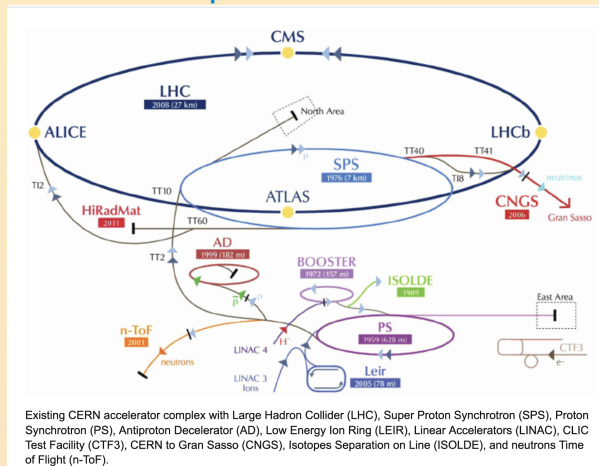 CMS
LHC
2008 (27 km)
North Area
ALICE
LHCb
SPS
1976 (7 km)
TT40
TT41
TI2
TI8
neutrinos
TT10
ATLAS
CNGS
2006
Gran Sasso
HiRadMat
2011
TT60
AD
1999 (182 m)
TT2
BOOSTER
1972 (157 m)
ISOLDE
1989
East Area
p
p
p
n-ToF
2001
neutrons
LINAC 4
H-
PS
1959 (628 m)
CTF3
e-
LINAC 3
Ions
Leir
2005 (78 m)
Existing CERN accelerator complex with Large Hadron Collider (LHC), Super Proton Synchrotron (SPS), Proton
Synchrotron (PS), Antiproton Decelerator (AD), Low Energy Ion Ring (LEIR), Linear Accelerators (LINAC), CLIC
Test Facility (CTF3), CERN to Gran Sasso (CNGS), Isotopes Separation on Line (ISOLDE), and neutrons Time
of Flight (n-ToF).